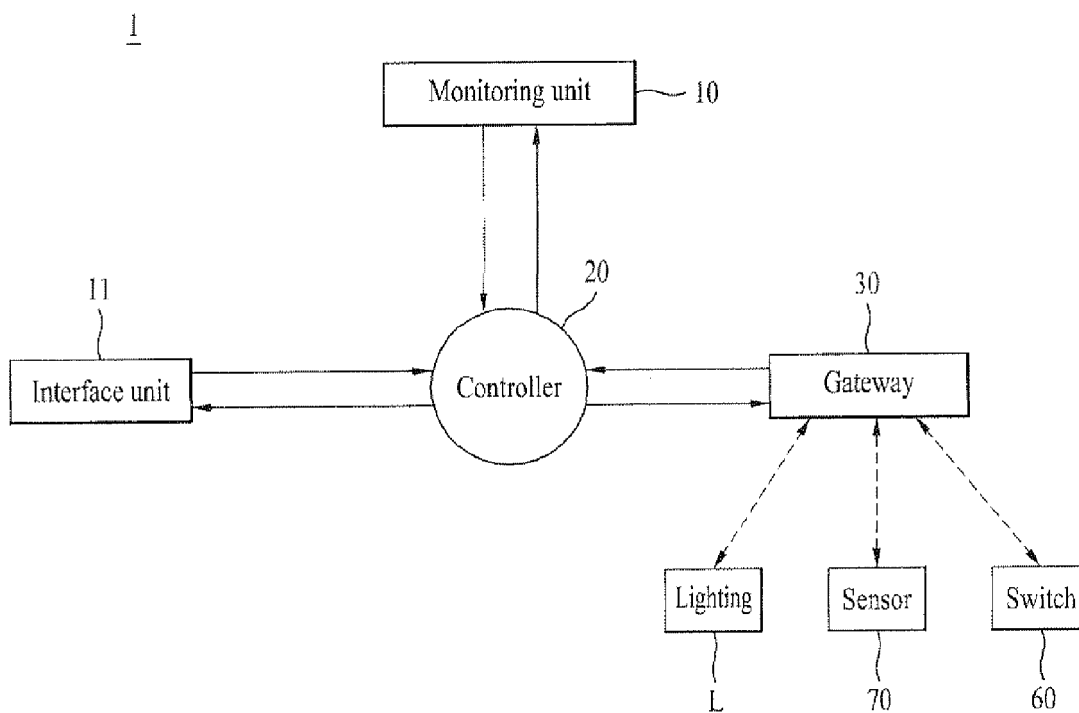 1
Monitoring unit
10
20
30
11
Interface unit
Controller
Gateway
Lighting
Sensor
Switch
L
70
60